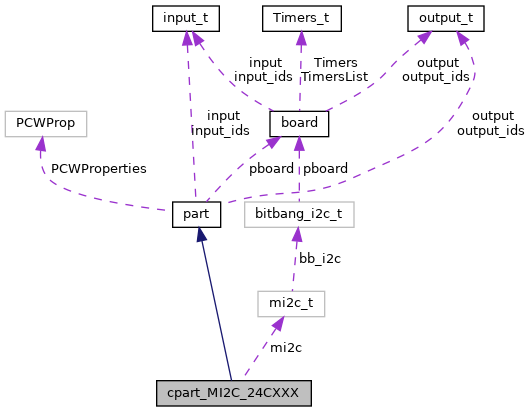 input_t
Timers_t
output_t
input
input_ids
Timers
TimersList
output
output_ids
PCWProp
input
input_ids
board
output
output_ids
PCWProperties
pboard
pboard
part
bitbang_i2c_t
bb_i2c
mi2c_t
mi2c
cpart_MI2C_24CXXX